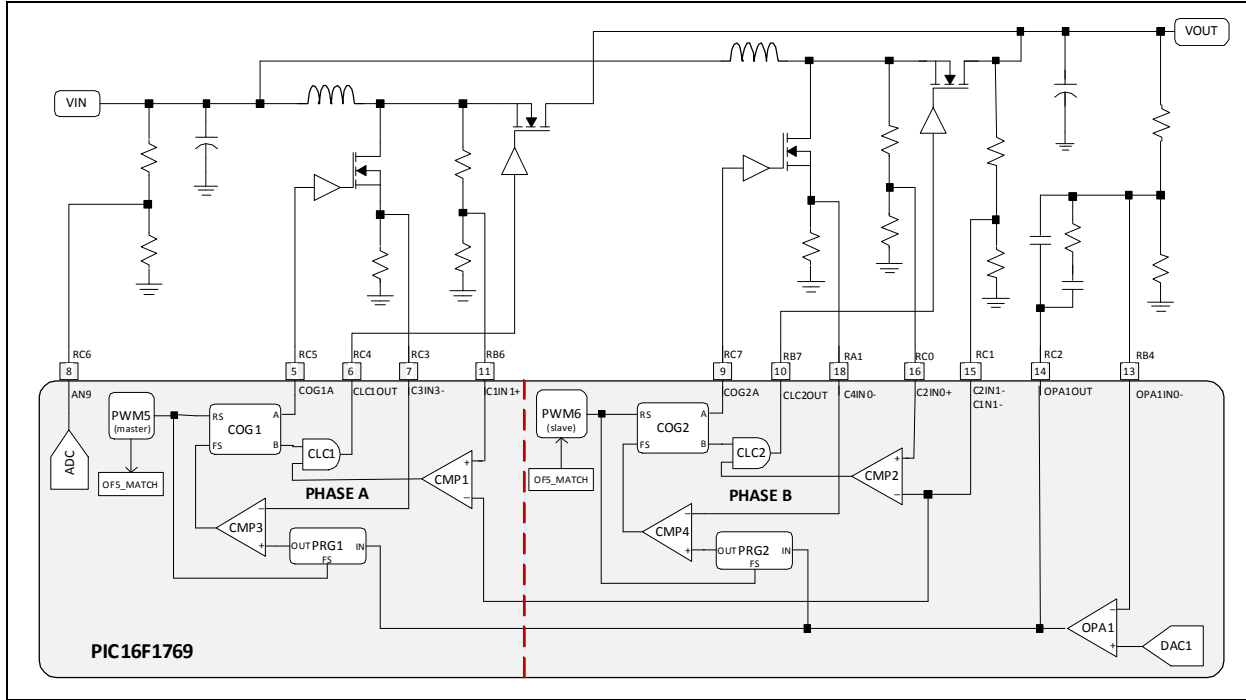 VOUT
VIN
RC6
RC5
RC4
RC3
RB6
RC7
RB7
RA1
RC0
RC1
RC2
RB4
8
5
6
7
11
9
10
18
16
15
14
13
AN9
COG1A
CLC1OUT
C3IN3-
C1IN1+
COG2A
CLC2OUT
C4IN0-
C2IN0+
C2IN1-
C1N1-
OPA1OUT
OPA1IN0-
ADC
PWM5
(master)
OF5_MATCH
RS
FS
COG1
A
B
CLC1
PHASE A
CMP1
+
−
CMP3
−
+
OUT
PRG1
IN
FS
PWM6
(slave)
OF5_MATCH
RS
FS
COG2
A
B
CLC2
PHASE B
CMP2
+
−
CMP4
−
+
OUT
PRG2
IN
FS
OPA1
−
+
DAC1
PIC16F1769